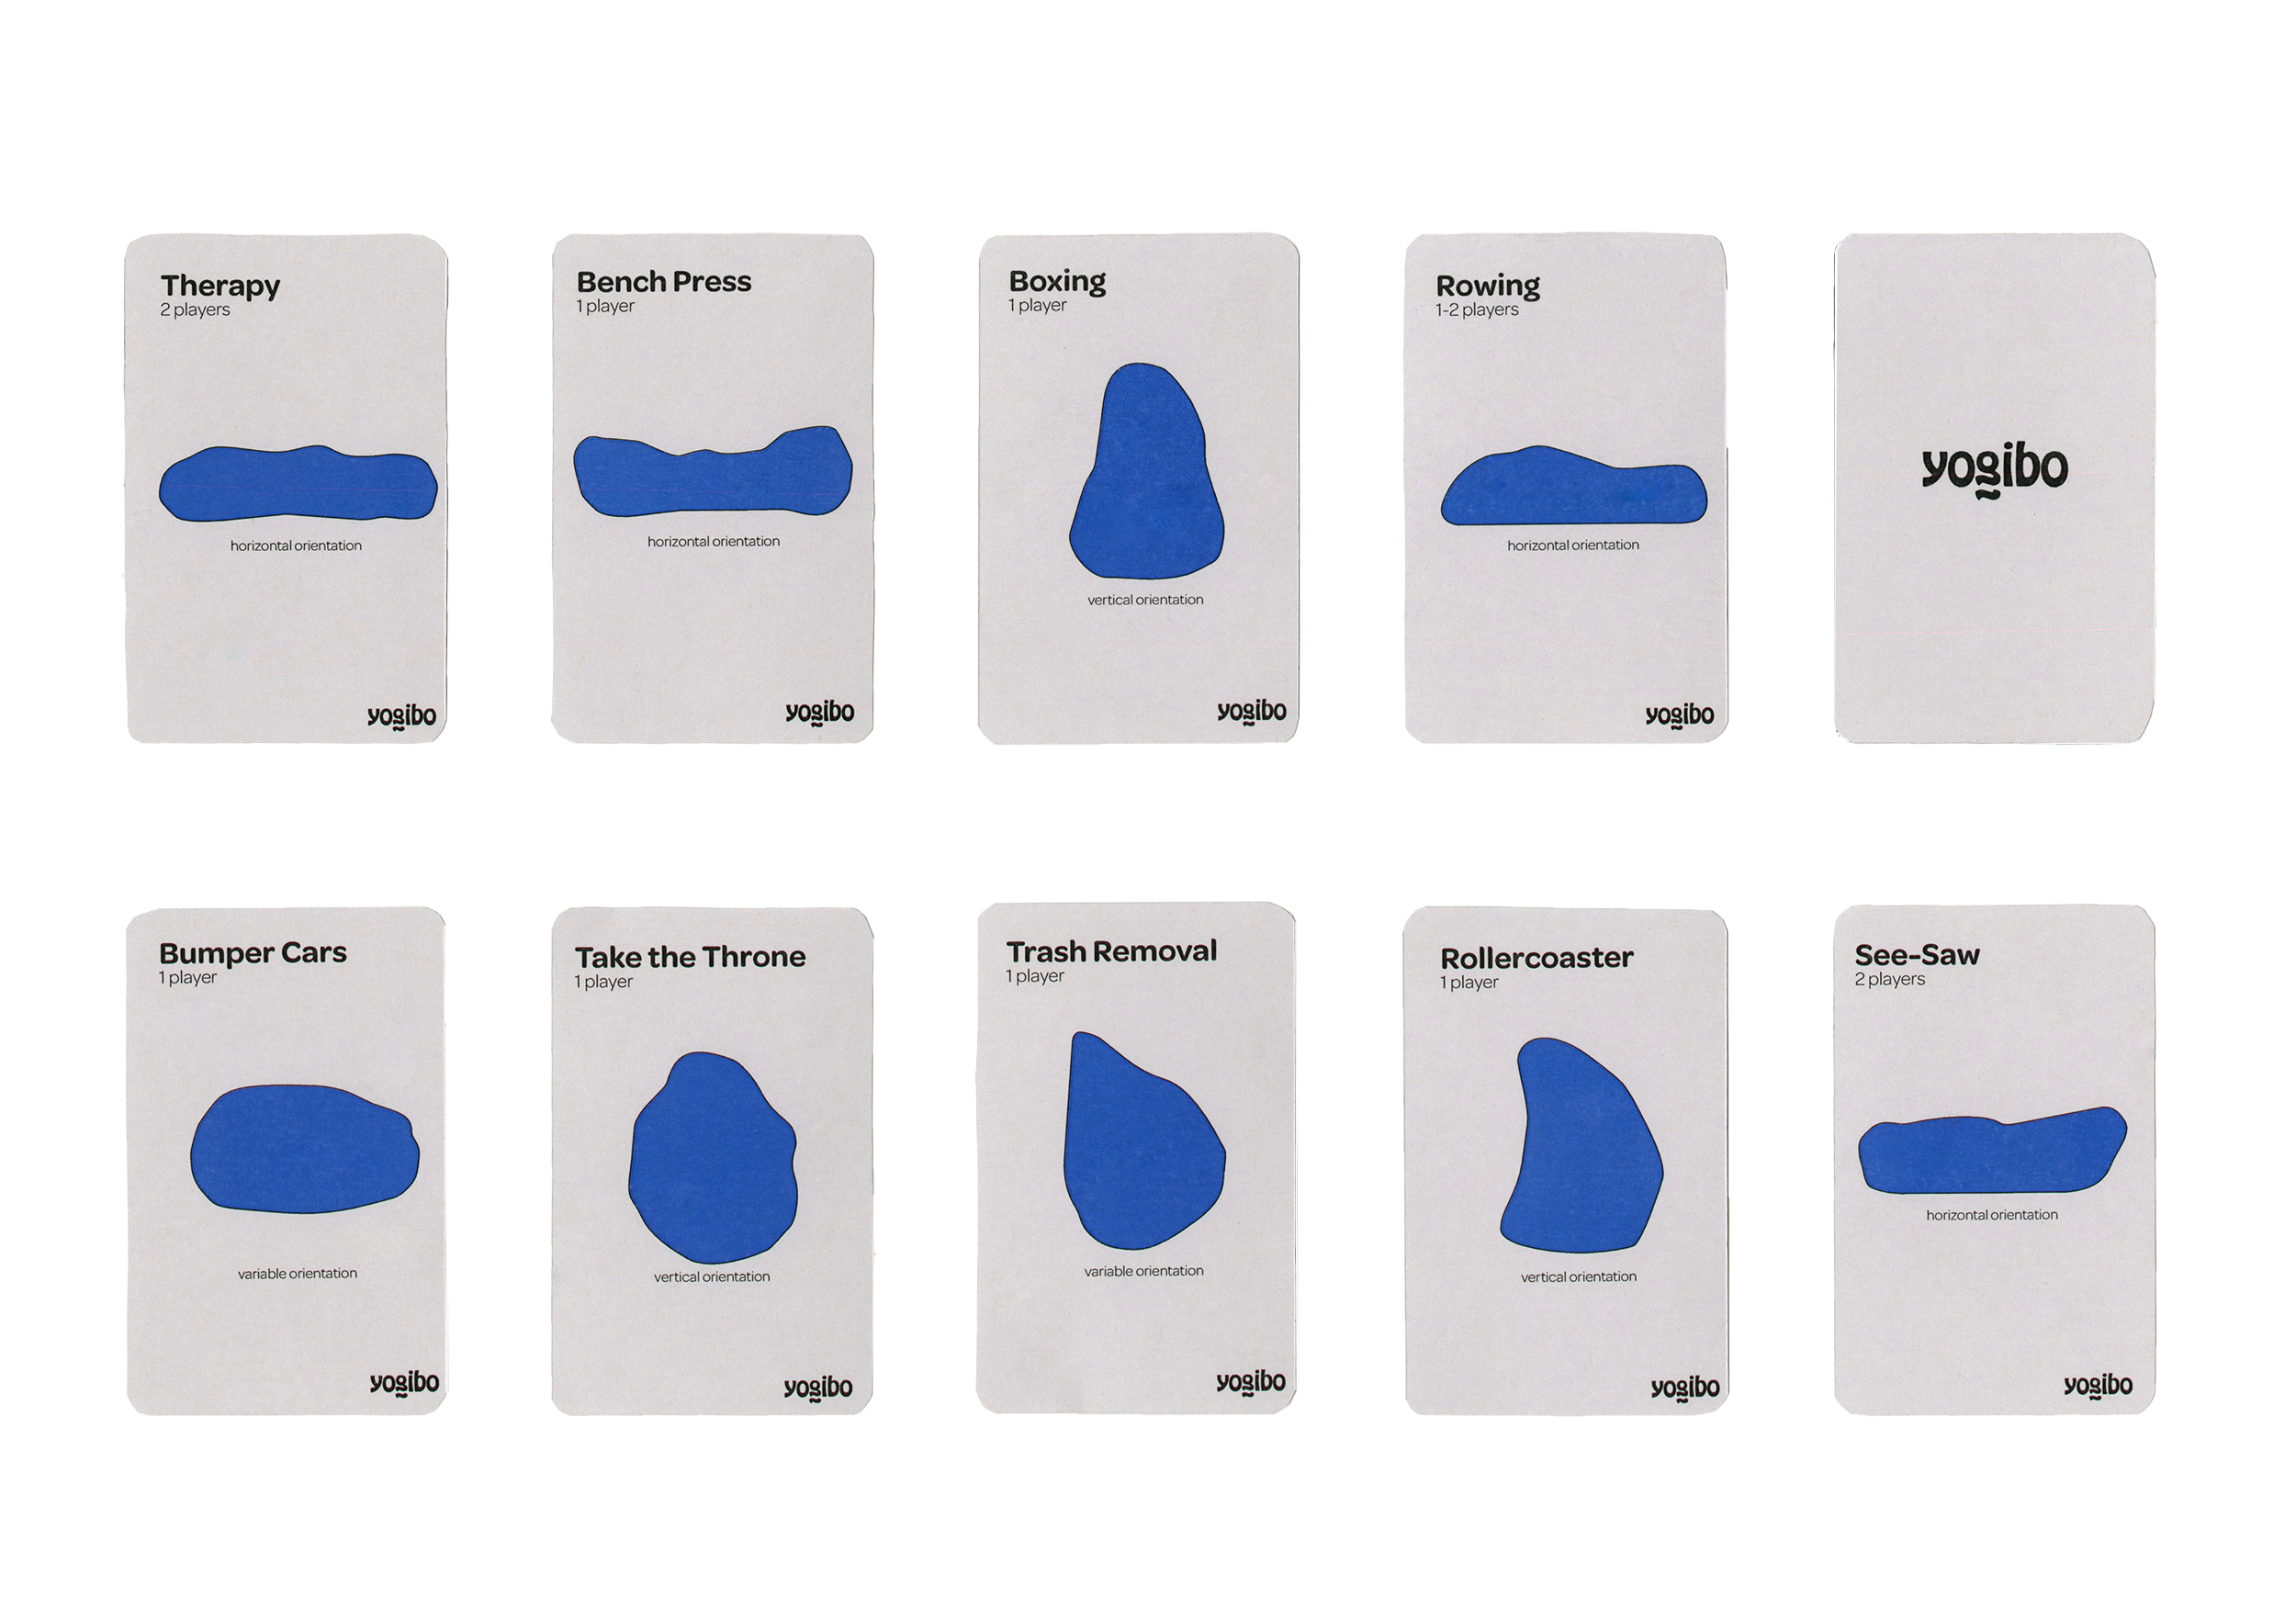 Therapy
2 players
horizontal orientation
yogibo
Bench Press
1 player
horizontal orientation
yogibo
Boxing
1 player
vertical orientation
yogibo
Rowing
1-2 players
horizontal orientation
yogibo
yogibo
Bumper Cars
1 player
variable orientation
yogibo
Take the Throne
1 player
vertical orientation
yogibo
Trash Removal
1 player
variable orientation
yogibo
Rollercoaster
1 player
vertical orientation
yogibo
See-Saw
2 players
horizontal orientation
yogibo